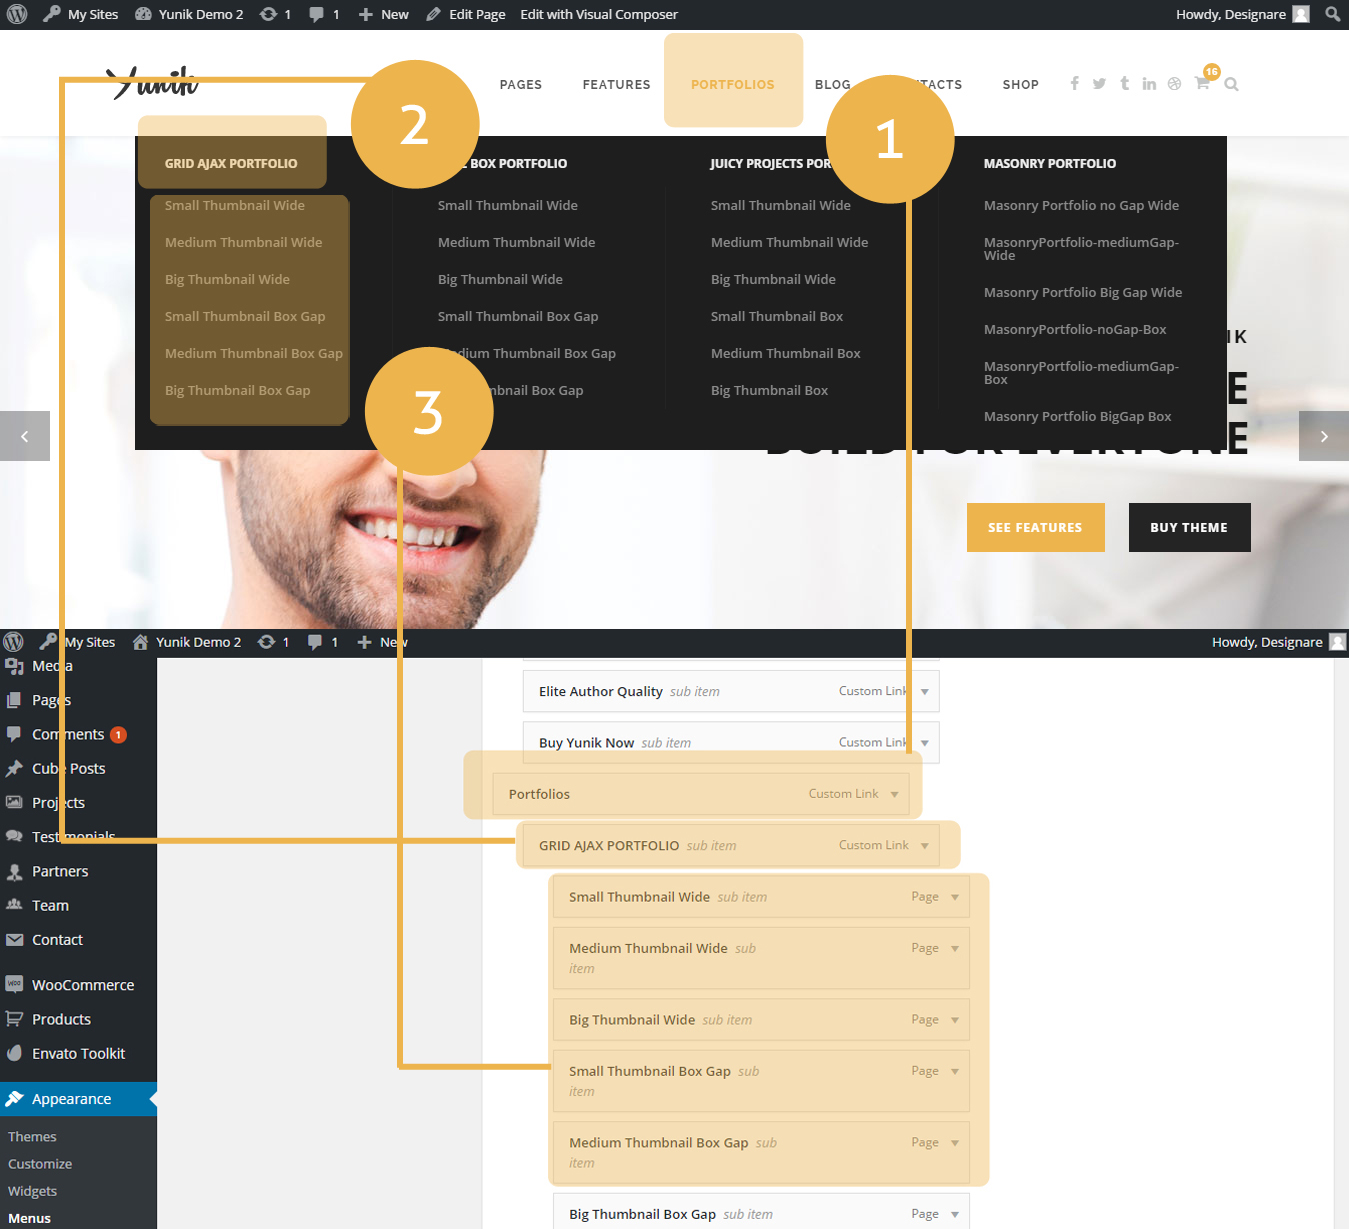 My Sites Yunik Demo 2 1 1 New Edit Page Edit with Visual Composer Howdy, Designare
Yunik
PAGES FEATURES PORTFOLIOS BLOG TACTS SHOP 16
2
1
GRID AJAX PORTFOLIO BOX PORTFOLIO JUICY PROJECTS POR MASONRY PORTFOLIO
Small Thumbnail Wide Small Thumbnail Wide Small Thumbnail Wide Masonry Portfolio no Gap Wide
Medium Thumbnail Wide Medium Thumbnail Wide Medium Thumbnail Wide MasonryPortfolio-mediumGap-
Wide
Big Thumbnail Wide Big Thumbnail Wide Big Thumbnail Wide Masonry Portfolio Big Gap Wide
Small Thumbnail Box Gap Small Thumbnail Box Gap Small Thumbnail Box MasonryPortfolio-noGap-Box
IK
Medium Thumbnail Box Gap Medium Thumbnail Box Gap Medium Thumbnail Box MasonryPortfolio-mediumGap-
Box
Big Thumbnail Box Gap nbnail Box Gap Big Thumbnail Box Masonry Portfolio BigGap Box
E
3
BUILD FOR EVERYONE
SEE FEATURES BUY THEME
My Sites Yunik Demo 2 1 1 New Howdy, Designare
Media
Pages
Comments 1
Cube Posts
Projects
Testimonials
Partners
Team
Contact
WooCommerce
Products
Envato Toolkit
Appearance
Themes
Customize
Widgets
Menus
Elite Author Quality sub item Custom Link
Buy Yunik Now sub item Custom Link
Portfolios Custom Link
GRID AJAX PORTFOLIO sub item Custom Link
Small Thumbnail Wide sub item Page
Medium Thumbnail Wide sub Page
item
Big Thumbnail Wide sub item Page
Small Thumbnail Box Gap sub Page
item
Medium Thumbnail Box Gap sub Page
item
Big Thumbnail Box Gap sub item Page